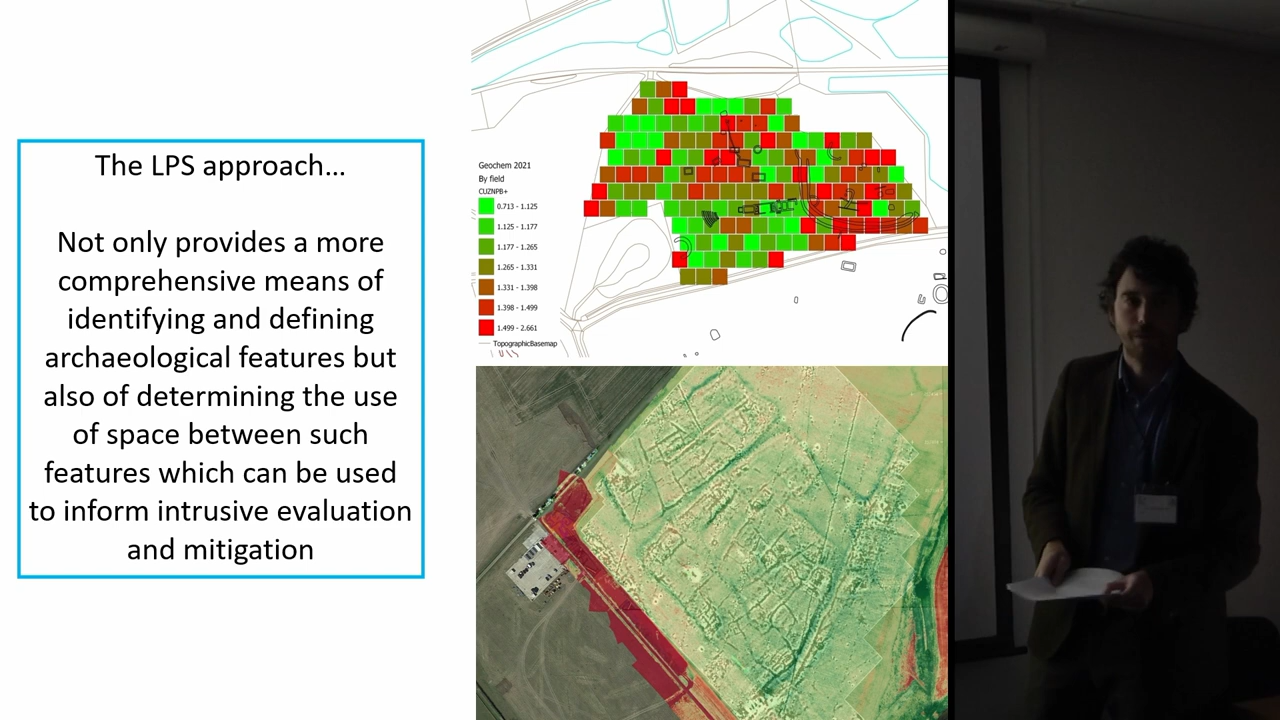 The LPS approach...
Not only provides a more
comprehensive means of
identifying and defining
archaeological features but
also of determining the use
of space between such
features which can be used
to inform intrusive evaluation
and mitigation
Geochem 2021
By field
CUZNPB+
0.713 - 1.125
1.125 - 1.177
1.177 - 1.265
1.265 - 1.331
1.331 - 1.398
1.398 - 1.499
1.499 - 2.661
TopographicBasemap